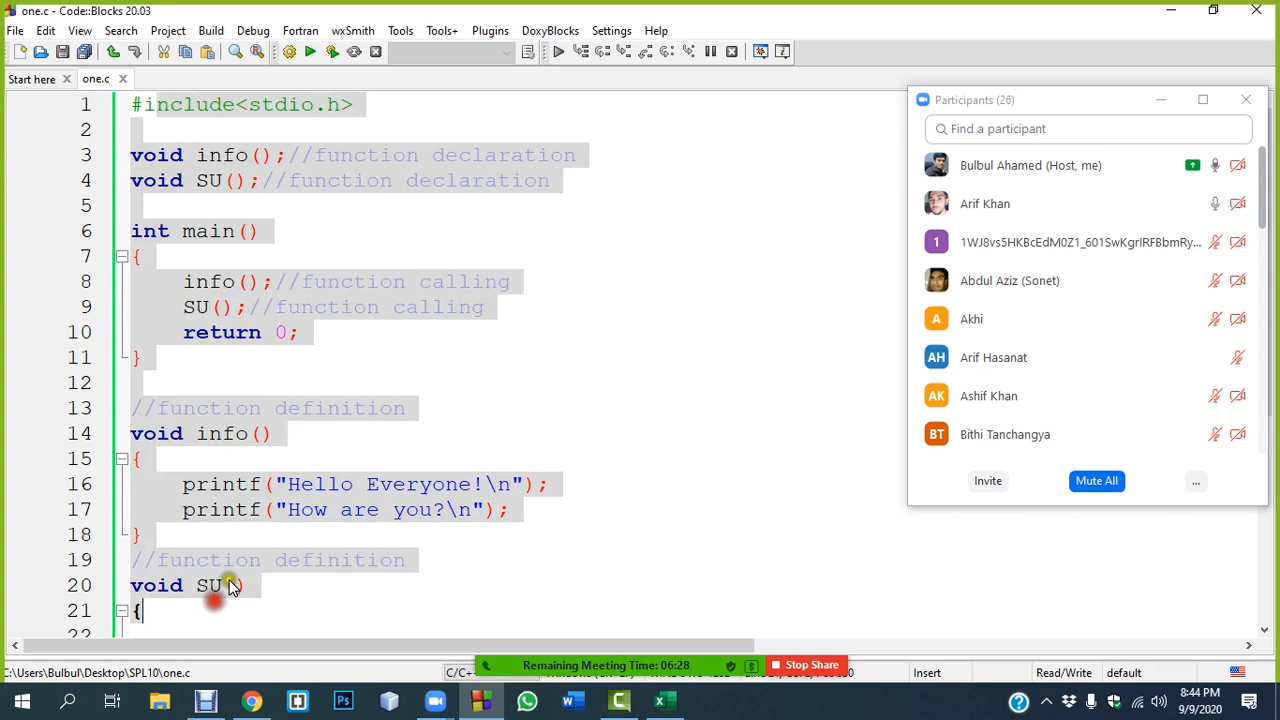 one.c - Code::Blocks 20.03
File Edit View Search Project Build Debug Fortran wxSmith Tools Tools+ Plugins DoxyBlocks Settings Help
Start here one.c
1 #include<stdio.h>
2
3 void info();//function declaration
4 void SU();//function declaration
5
6 int main()
7 {
8 info();//function calling
9 SU();//function calling
10 return 0;
11 }
12
13 //function definition
14 void info()
15 {
16 printf("Hello Everyone!\n");
17 printf("How are you?\n");
18 }
19 //function definition
20 void SU()
21 {
22
Participants (26)
Find a participant
Bulbul Ahamed (Host, me)
Arif Khan
1 1WJ8vs5HKBcEdM0Z1_601SwKgrIRFBbmRy...
Abdul Aziz (Sonet)
A Akhi
AH Arif Hasanat
AK Ashif Khan
BT Bithi Tanchangya
Invite Mute All ...
C:\Users\Bulbul\Desktop\SPL10\one.c C/C++ Insert Read/Write default
Remaining Meeting Time: 06:28 Stop Share
8:44 PM
9/9/2020